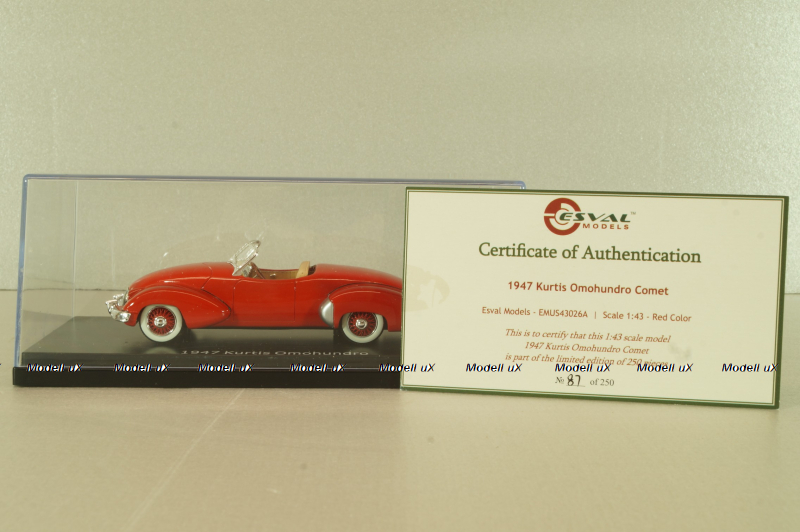 ESVAL™
MODELS
Certificate of Authentication
1947 Kurtis Omohundro Comet
Esval Models - EMUS43026A | Scale 1:43 - Red Color
This is to certify that this 1:43 scale model
1947 Kurtis Omohundro Comet
is part of the limited edition of 250 pieces
№ 87 of 250
1947 Kurtis Omohundro
Modell uX Modell uX Modell uX Modell uX Modell uX Modell uX Modell uX Modell uX Modell uX